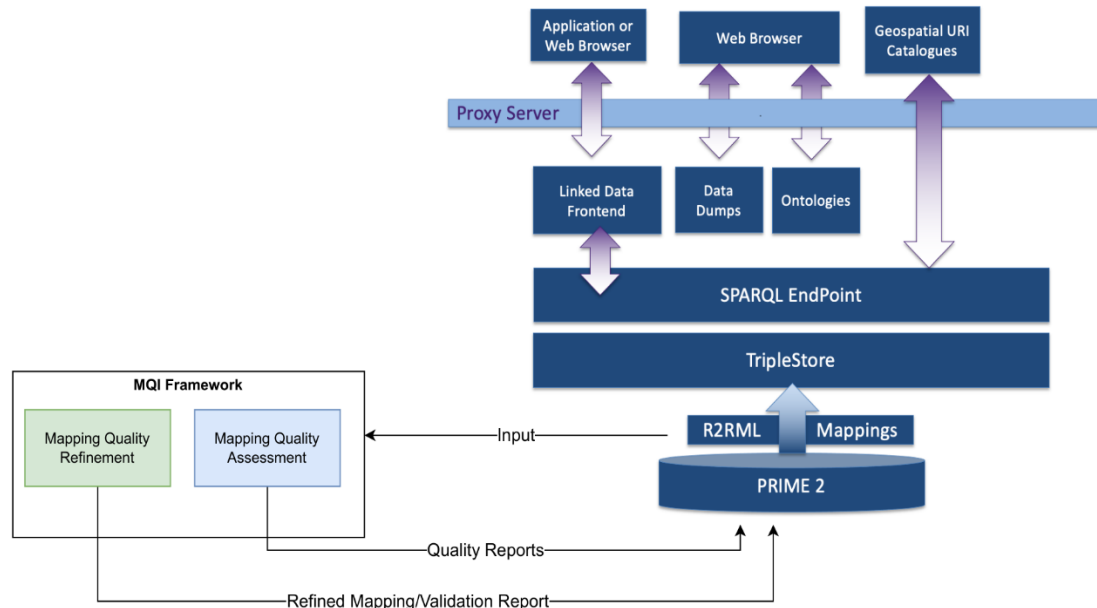 Application or
Web Browser
Web Browser
Geospatial URI
Catalogues
Proxy Server
Linked Data
Frontend
Data
Dumps
Ontologies
SPARQL EndPoint
TripleStore
MQI Framework
Mapping Quality
Refinement
Mapping Quality
Assessment
Input
R2RML
Mappings
PRIME 2
Quality Reports
Refined Mapping/Validation Report